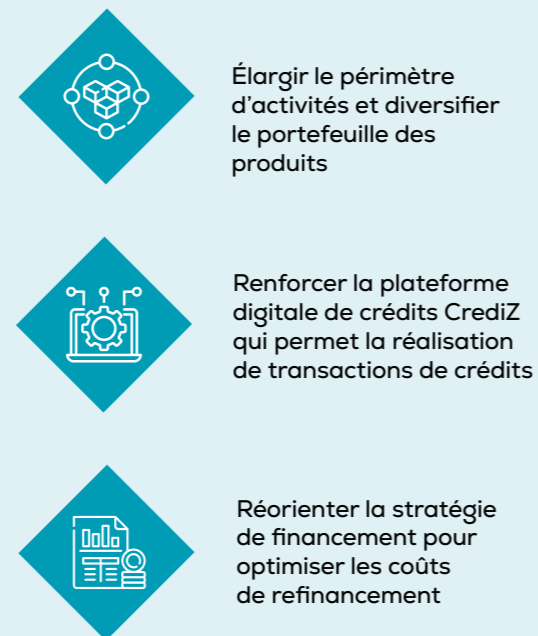 Élargir le périmètre
d'activités et diversifier
le portefeuille des
produits
Renforcer la plateforme
digitale de crédits CrediZ
qui permet la réalisation
de transactions de crédits
Réorienter la stratégie
de financement pour
optimiser les coûts
de refinancement